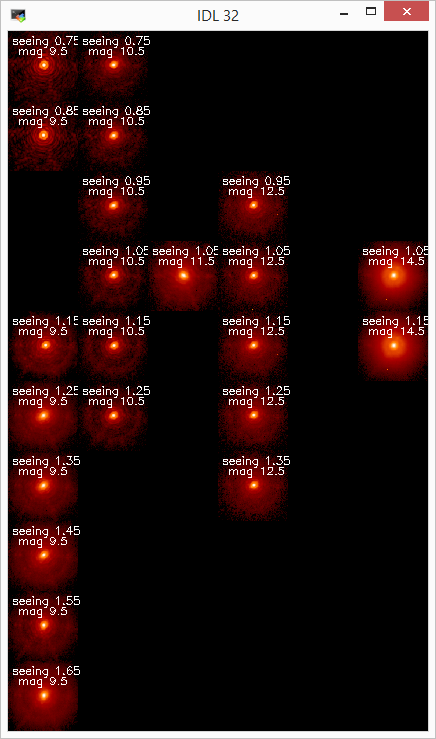 IDL 32
seeing 0.75 seeing 0.75
mag 9.5 mag 10.5
seeing 0.85 seeing 0.85
mag 9.5 mag 10.5
seeing 0.95 seeing 0.95
mag 10.5 mag 12.5
seeing 1.05 seeing 1.05 seeing 1.05 seeing 1.05
mag 10.5 mag 11.5 mag 12.5 mag 14.5
seeing 1.15 seeing 1.15 seeing 1.15 seeing 1.15
mag 9.5 mag 10.5 mag 12.5 mag 14.5
seeing 1.25 seeing 1.25 seeing 1.25
mag 9.5 mag 10.5 mag 12.5
seeing 1.35 seeing 1.35
mag 9.5 mag 12.5
seeing 1.45
mag 9.5
seeing 1.55
mag 9.5
seeing 1.65
mag 9.5